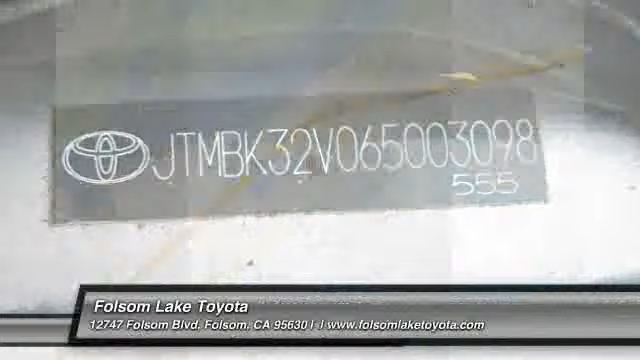 JTMBK32V065003098
555
Folsom Lake Toyota
12747 Folsom Blvd. Folsom. CA 95630 | | www.folsomlaketoyota.com